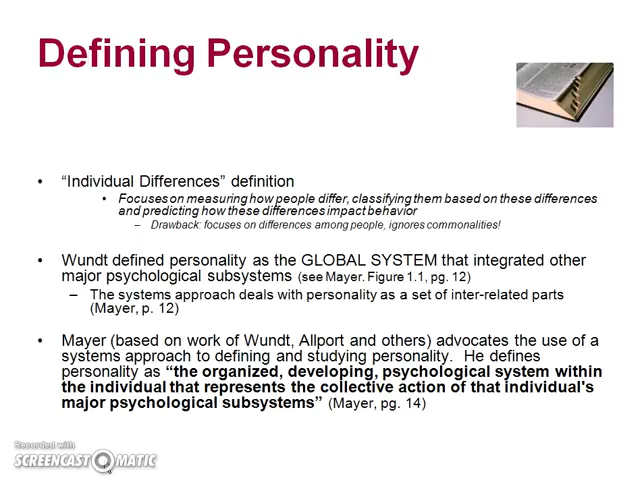 Defining Personality
• “Individual Differences” definition
• Focuses on measuring how people differ, classifying them based on these differences
and predicting how these differences impact behavior
– Drawback: focuses on differences among people, ignores commonalities!
• Wundt defined personality as the GLOBAL SYSTEM that integrated other
major psychological subsystems (see Mayer. Figure 1.1, pg. 12)
– The systems approach deals with personality as a set of inter-related parts
(Mayer, p. 12)
• Mayer (based on work of Wundt, Allport and others) advocates the use of a
systems approach to defining and studying personality. He defines
personality as “the organized, developing, psychological system within
the individual that represents the collective action of that individual's
major psychological subsystems” (Mayer, pg. 14)
Recorded with
SCREENCAST-O-MATIC